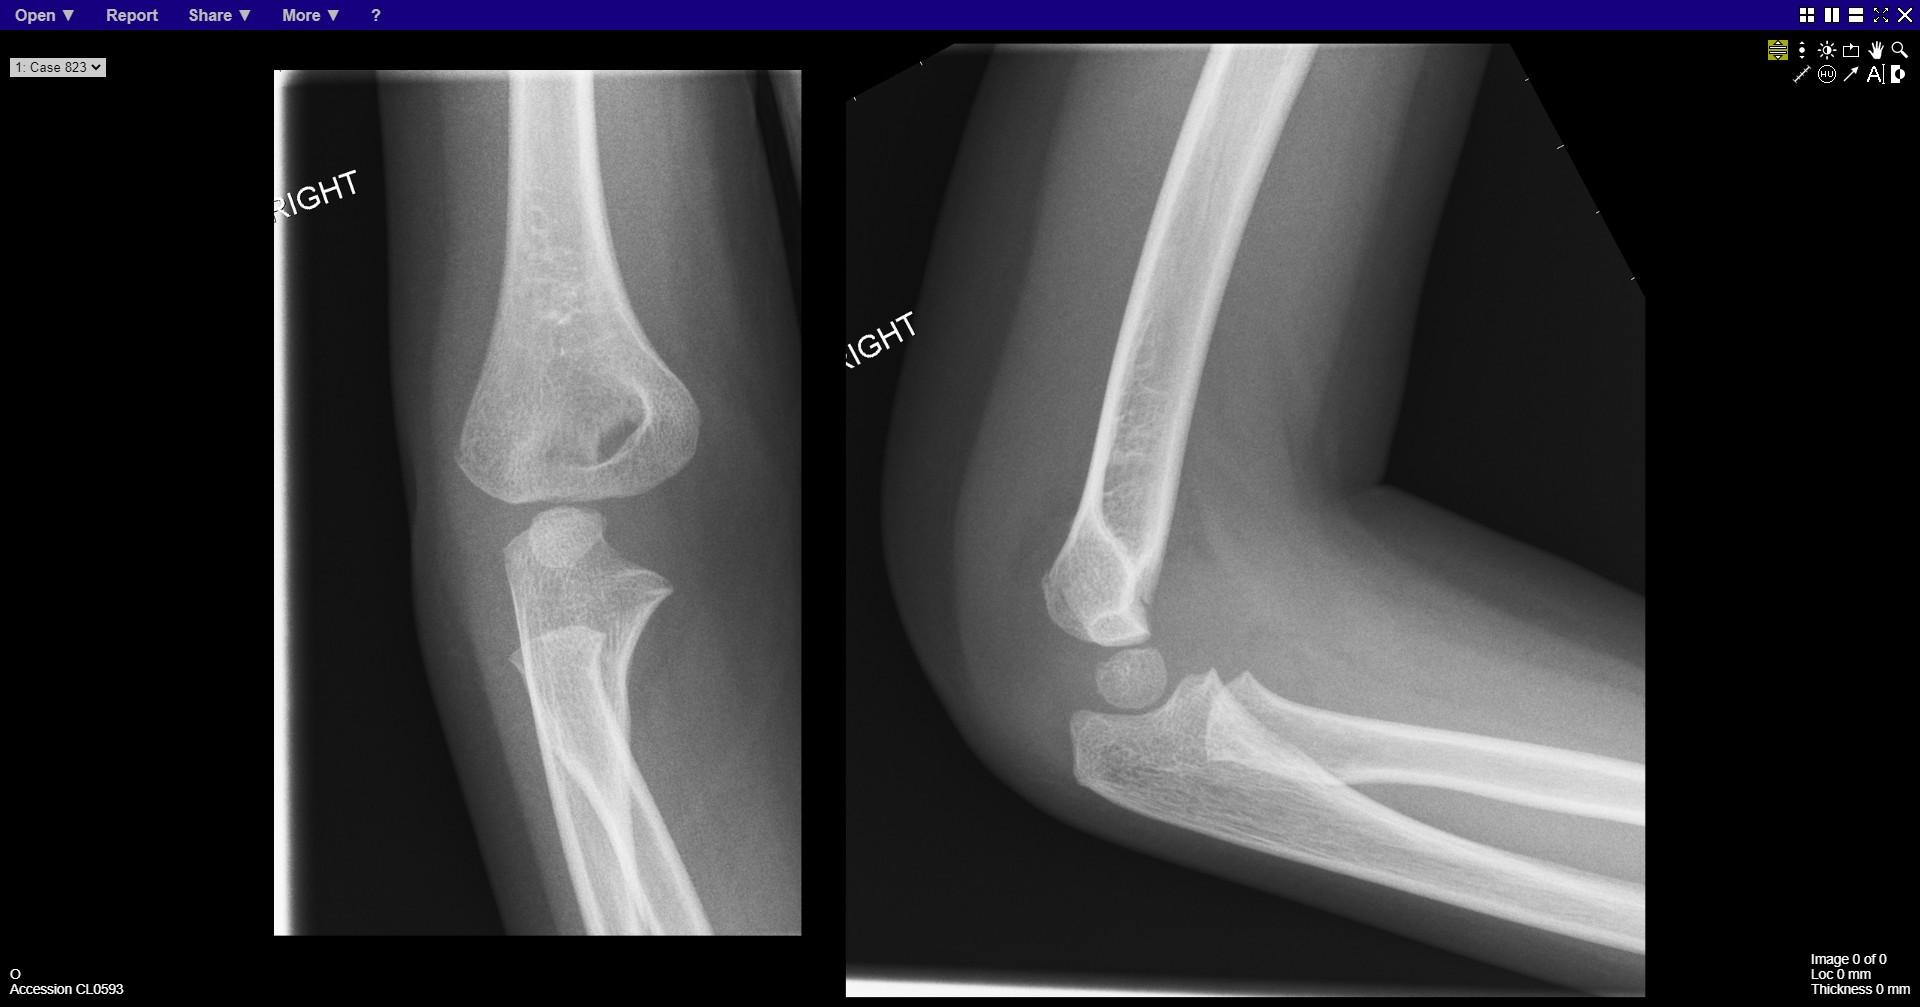 Open ▼ Report Share ▼ More ▼ ?
1: Case 823
RIGHT
RIGHT
HU
A
O
Accession CL0593
Image 0 of 0
Loc 0 mm
Thickness 0 mm